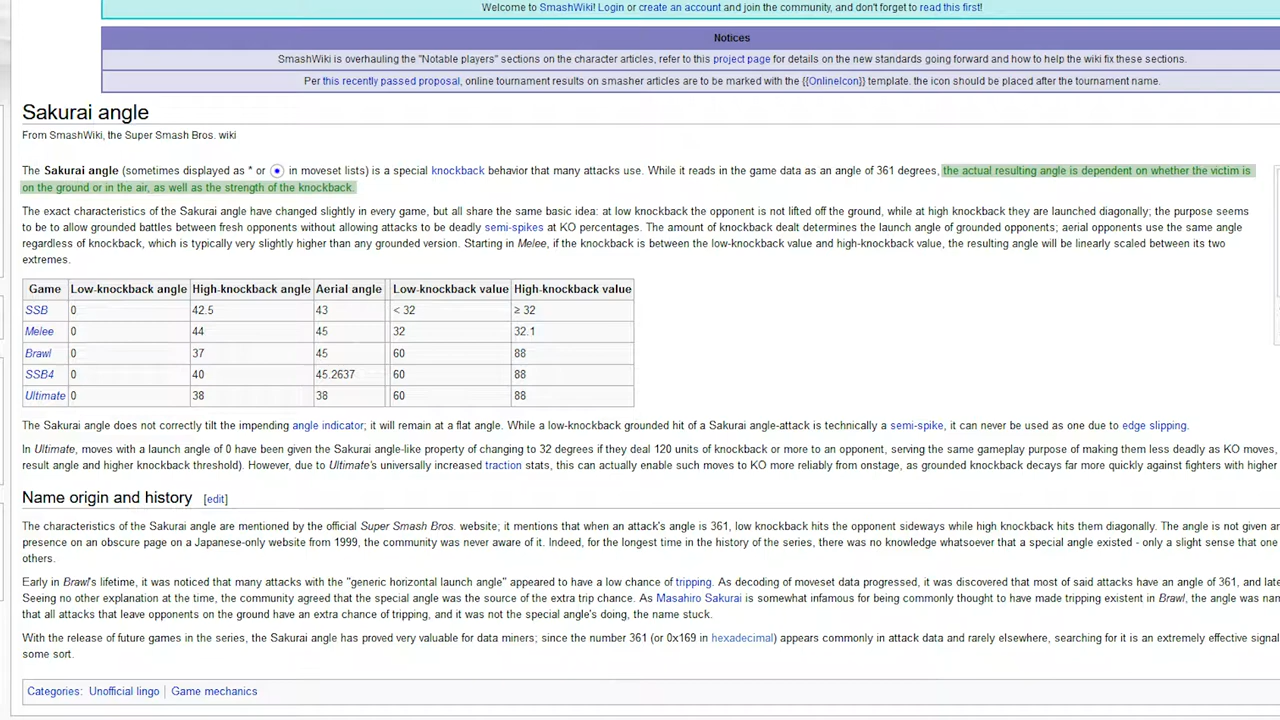 Welcome to SmashWiki! Login or create an account and join the community, and don't forget to read this first!
Notices
SmashWiki is overhauling the "Notable players" sections on the character articles, refer to this project page for details on the new standards going forward and how to help the wiki fix these sections.
Per this recently passed proposal, online tournament results on smasher articles are to be marked with the {{OnlineIcon}} template. the icon should be placed after the tournament name.
Sakurai angle
From SmashWiki, the Super Smash Bros. wiki
The Sakurai angle (sometimes displayed as * or in moveset lists) is a special knockback behavior that many attacks use. While it reads in the game data as an angle of 361 degrees, the actual resulting angle is dependent on whether the victim is
on the ground or in the air, as well as the strength of the knockback.
The exact characteristics of the Sakurai angle have changed slightly in every game, but all share the same basic idea: at low knockback the opponent is not lifted off the ground, while at high knockback they are launched diagonally; the purpose seems
to be to allow grounded battles between fresh opponents without allowing attacks to be deadly semi-spikes at KO percentages. The amount of knockback dealt determines the launch angle of grounded opponents; aerial opponents use the same angle
regardless of knockback, which is typically very slightly higher than any grounded version. Starting in Melee, if the knockback is between the low-knockback value and high-knockback value, the resulting angle will be linearly scaled between its two
extremes.
Game Low-knockback angle High-knockback angle Aerial angle Low-knockback value High-knockback value
SSB 0 42.5 43 < 32 ≥ 32
Melee 0 44 45 32 32.1
Brawl 0 37 45 60 88
SSB4 0 40 45.2637 60 88
Ultimate 0 38 38 60 88
The Sakurai angle does not correctly tilt the impending angle indicator; it will remain at a flat angle. While a low-knockback grounded hit of a Sakurai angle-attack is technically a semi-spike, it can never be used as one due to edge slipping.
In Ultimate, moves with a launch angle of 0 have been given the Sakurai angle-like property of changing to 32 degrees if they deal 120 units of knockback or more to an opponent, serving the same gameplay purpose of making them less deadly as KO moves,
result angle and higher knockback threshold). However, due to Ultimate's universally increased traction stats, this can actually enable such moves to KO more reliably from onstage, as grounded knockback decays far more quickly against fighters with higher
Name origin and history [edit]
The characteristics of the Sakurai angle are mentioned by the official Super Smash Bros. website; it mentions that when an attack's angle is 361, low knockback hits the opponent sideways while high knockback hits them diagonally. The angle is not given an
presence on an obscure page on a Japanese-only website from 1999, the community was never aware of it. Indeed, for the longest time in the history of the series, there was no knowledge whatsoever that a special angle existed - only a slight sense that one
others.
Early in Brawl's lifetime, it was noticed that many attacks with the "generic horizontal launch angle" appeared to have a low chance of tripping. As decoding of moveset data progressed, it was discovered that most of said attacks have an angle of 361, and late
Seeing no other explanation at the time, the community agreed that the special angle was the source of the extra trip chance. As Masahiro Sakurai is somewhat infamous for being commonly thought to have made tripping existent in Brawl, the angle was nam
that all attacks that leave opponents on the ground have an extra chance of tripping, and it was not the special angle's doing, the name stuck.
With the release of future games in the series, the Sakurai angle has proved very valuable for data miners; since the number 361 (or 0x169 in hexadecimal) appears commonly in attack data and rarely elsewhere, searching for it is an extremely effective signal
some sort.
Categories: Unofficial lingo | Game mechanics